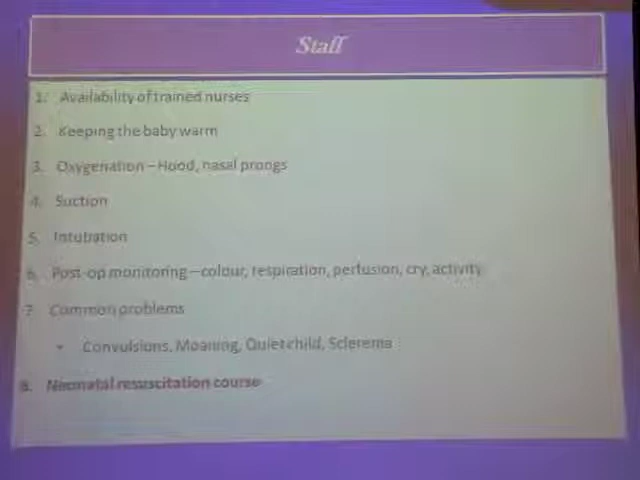 Staff
1. Availability of trained nurses
2. Keeping the baby warm
3. Oxygenation – Hood, nasal prongs
4. Suction
5. Intubation
6. Post-op monitoring – colour, respiration, perfusion, cry, activity
7. Common problems
• Convulsions, Moaning, Quiet child, Sclerema
8. Neonatal resuscitation course